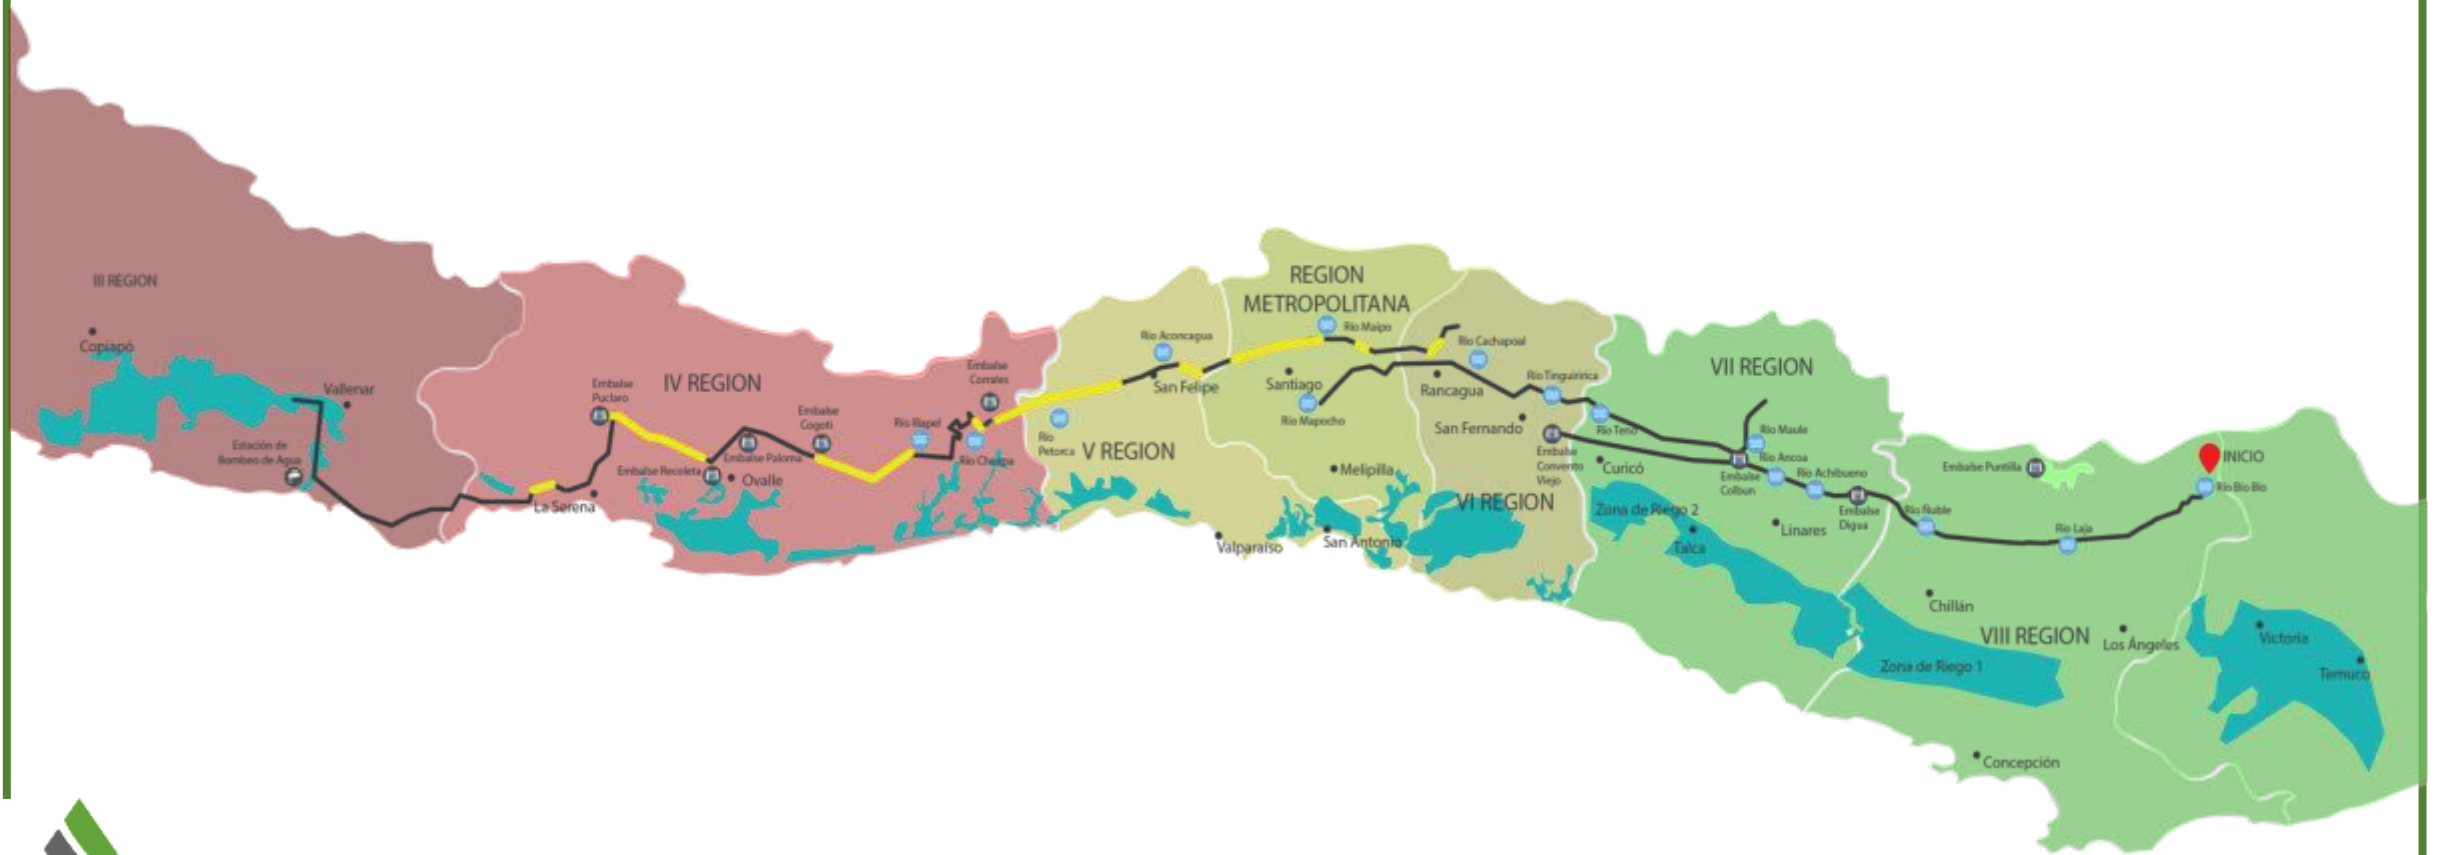 III REGION
Copiapó
Vallenar
Estación de
Bombeo de Agua
IV REGION
Embalse
Puclaro
La Serena
Embalse Recoleta
Embalse Paloma
Ovalle
Embalse
Cogoti
Río Illapel
Embalse
Corrales
Río Choapa
Río
Petorca
V REGION
Río Aconcagua
San Felipe
Valparaíso
REGION
METROPOLITANA
Río Maipo
Santiago
Río Mapocho
Melipilla
San Antonio
Río Cachapoal
Rancagua
San Fernando
VI REGION
Río Tinguiririca
Embalse
Convento
Viejo
Río Teno
Curicó
VII REGION
Río Maule
Río Ancoa
Embalse
Colbun
Río Achibueno
Embalse
Digua
Linares
Zona de Riego 2
Talca
Río Ñuble
Embalse Puntilla
Río Laja
INICIO
Río Bío Bío
Chillán
VIII REGION
Los Angeles
Zona de Riego 1
Victoria
Temuco
Concepción